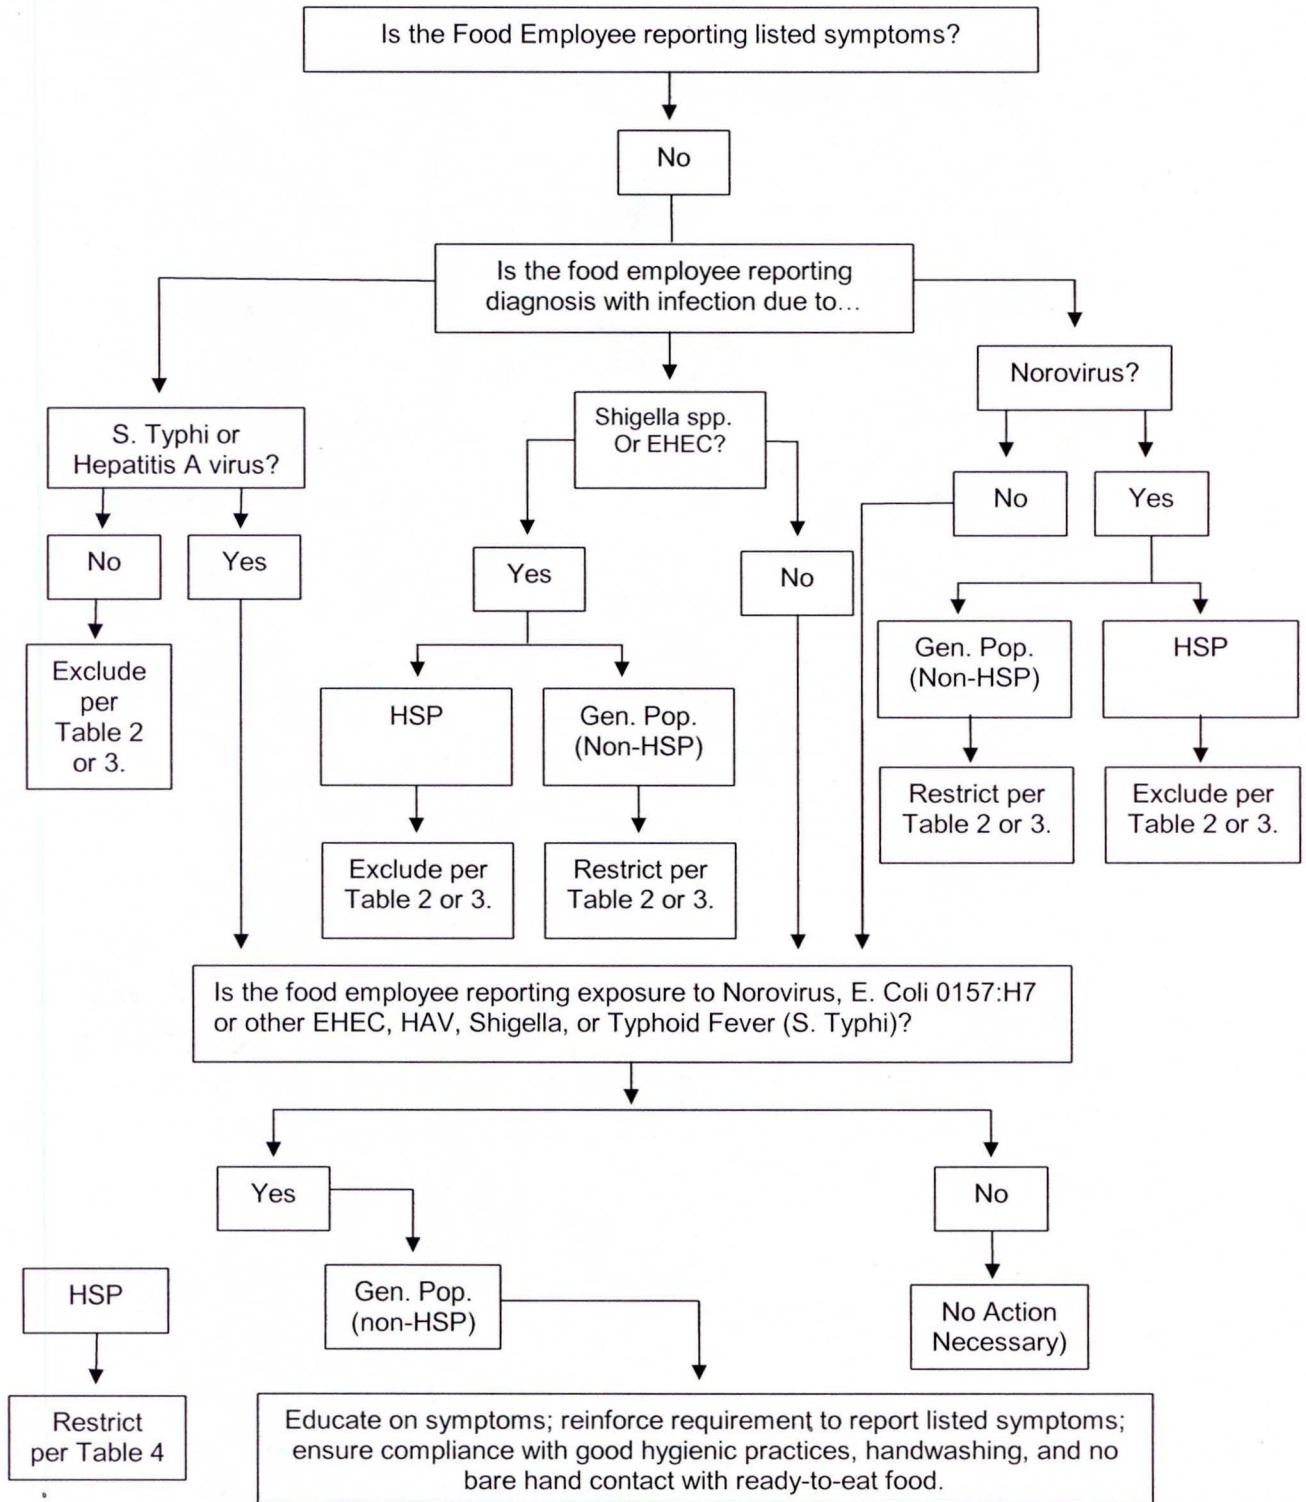 Is the Food Employee reporting listed symptoms?
No
Is the food employee reporting
diagnosis with infection due to...
Norovirus?
S. Typhi or
Hepatitis A virus?
Shigella spp.
Or EHEC?
No
Yes
No
Yes
Yes
No
Exclude
per
Table 2
or 3.
HSP
Gen. Pop.
(Non-HSP)
Gen. Pop.
(Non-HSP)
HSP
Exclude per
Table 2 or 3.
Restrict per
Table 2 or 3.
Restrict per
Table 2 or 3.
Exclude per
Table 2 or 3.
Is the food employee reporting exposure to Norovirus, E. Coli 0157:H7
or other EHEC, HAV, Shigella, or Typhoid Fever (S. Typhi)?
Yes
No
HSP
Gen. Pop.
(non-HSP)
No Action
Necessary)
Restrict
per Table 4
Educate on symptoms; reinforce requirement to report listed symptoms;
ensure compliance with good hygienic practices, handwashing, and no
bare hand contact with ready-to-eat food.